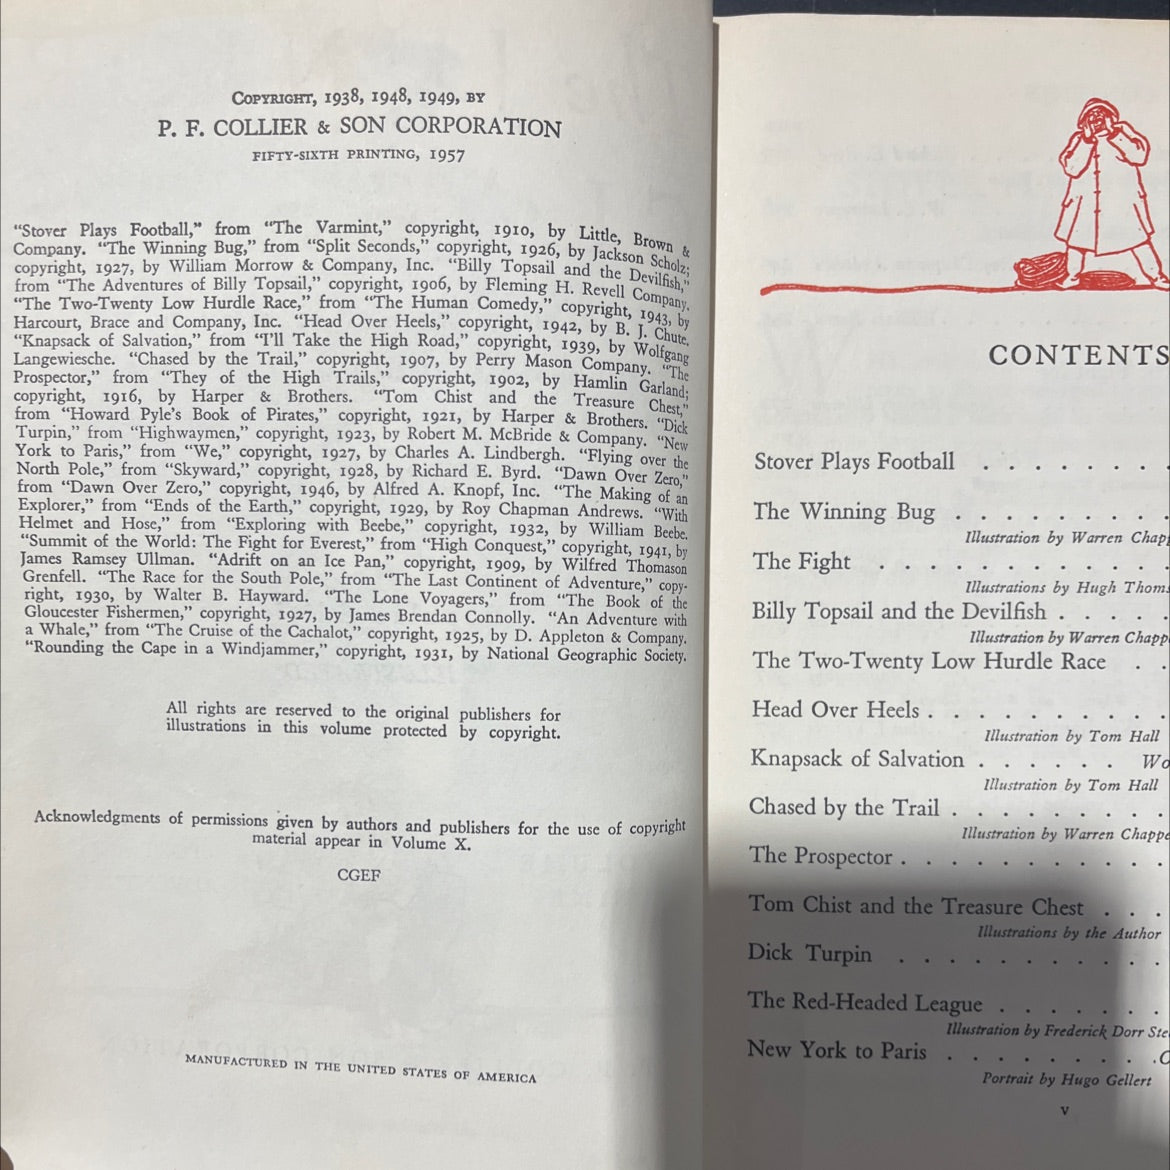 COPYRIGHT, 1938, 1948, 1949, BY
P. F. COLLIER & SON CORPORATION
FIFTY-SIXTH PRINTING, 1957
“Stover Plays Football,” from “The Varmint,” copyright, 1910, by Little, Brown &
Company. “The Winning Bug,” from “Split Seconds,” copyright, 1926, by Jackson Scholz;
copyright, 1927, by William Morrow & Company, Inc. “Billy Topsail and the Devilfish,”
from “The Adventures of Billy Topsail,” copyright, 1906, by Fleming H. Revell Company.
“The Two-Twenty Low Hurdle Race,” from “The Human Comedy,” copyright, 1943, by
Harcourt, Brace and Company, Inc. “Head Over Heels,” copyright, 1942, by B. J. Chute.
“Knapsack of Salvation,” from “I’ll Take the High Road,” copyright, 1939, by Wolfgang
Langewiesche. “Chased by the Trail,” copyright, 1907, by Perry Mason Company. “The
Prospector,” from “They of the High Trails,” copyright, 1902, by Hamlin Garland;
copyright, 1916, by Harper & Brothers. “Tom Chist and the Treasure Chest,”
from “Howard Pyle’s Book of Pirates,” copyright, 1921, by Harper & Brothers. “Dick
Turpin,” from “Highwaymen,” copyright, 1923, by Robert M. McBride & Company. “New
York to Paris,” from “We,” copyright, 1927, by Charles A. Lindbergh. “Flying over the
North Pole,” from “Skyward,” copyright, 1928, by Richard E. Byrd. “Dawn Over Zero,”
from “Dawn Over Zero,” copyright, 1946, by Alfred A. Knopf, Inc. “The Making of an
Explorer,” from “Ends of the Earth,” copyright, 1929, by Roy Chapman Andrews. “With
Helmet and Hose,” from “Exploring with Beebe,” copyright, 1932, by William Beebe.
“Summit of the World: The Fight for Everest,” from “High Conquest,” copyright, 1941, by
James Ramsey Ullman. “Adrift on an Ice Pan,” copyright, 1909, by Wilfred Thomason
Grenfell. “The Race for the South Pole,” from “The Last Continent of Adventure,” copy-
right, 1930, by Walter B. Hayward. “The Lone Voyagers,” from “The Book of the
Gloucester Fishermen,” copyright, 1927, by James Brendan Connolly. “An Adventure with
a Whale,” from “The Cruise of the Cachalot,” copyright, 1925, by D. Appleton & Company.
“Rounding the Cape in a Windjammer,” copyright, 1931, by National Geographic Society.
All rights are reserved to the original publishers for
illustrations in this volume protected by copyright.
Acknowledgments of permissions given by authors and publishers for the use of copyright
material appear in Volume X.
CGEF
MANUFACTURED IN THE UNITED STATES OF AMERICA
CONTENTS
Stover Plays Football . . . . . . . .
The Winning Bug . . . . . . . . .
Illustration by Warren Chapp
The Fight . . . . . . . . . . . .
Illustrations by Hugh Thoms
Billy Topsail and the Devilfish . . . . .
Illustration by Warren Chapp
The Two-Twenty Low Hurdle Race . .
Head Over Heels . . . . . . . . . .
Illustration by Tom Hall
Knapsack of Salvation . . . . . . Wo
Illustration by Tom Hall
Chased by the Trail . . . . . . . . .
Illustration by Warren Chappe
The Prospector . . . . . . . . . . .
Tom Chist and the Treasure Chest . . .
Illustrations by the Author
Dick Turpin . . . . . . . . . . .
The Red-Headed League . . . . . . .
Illustration by Frederick Dorr Ste
New York to Paris . . . . . . . . . C
Portrait by Hugo Gellert
v